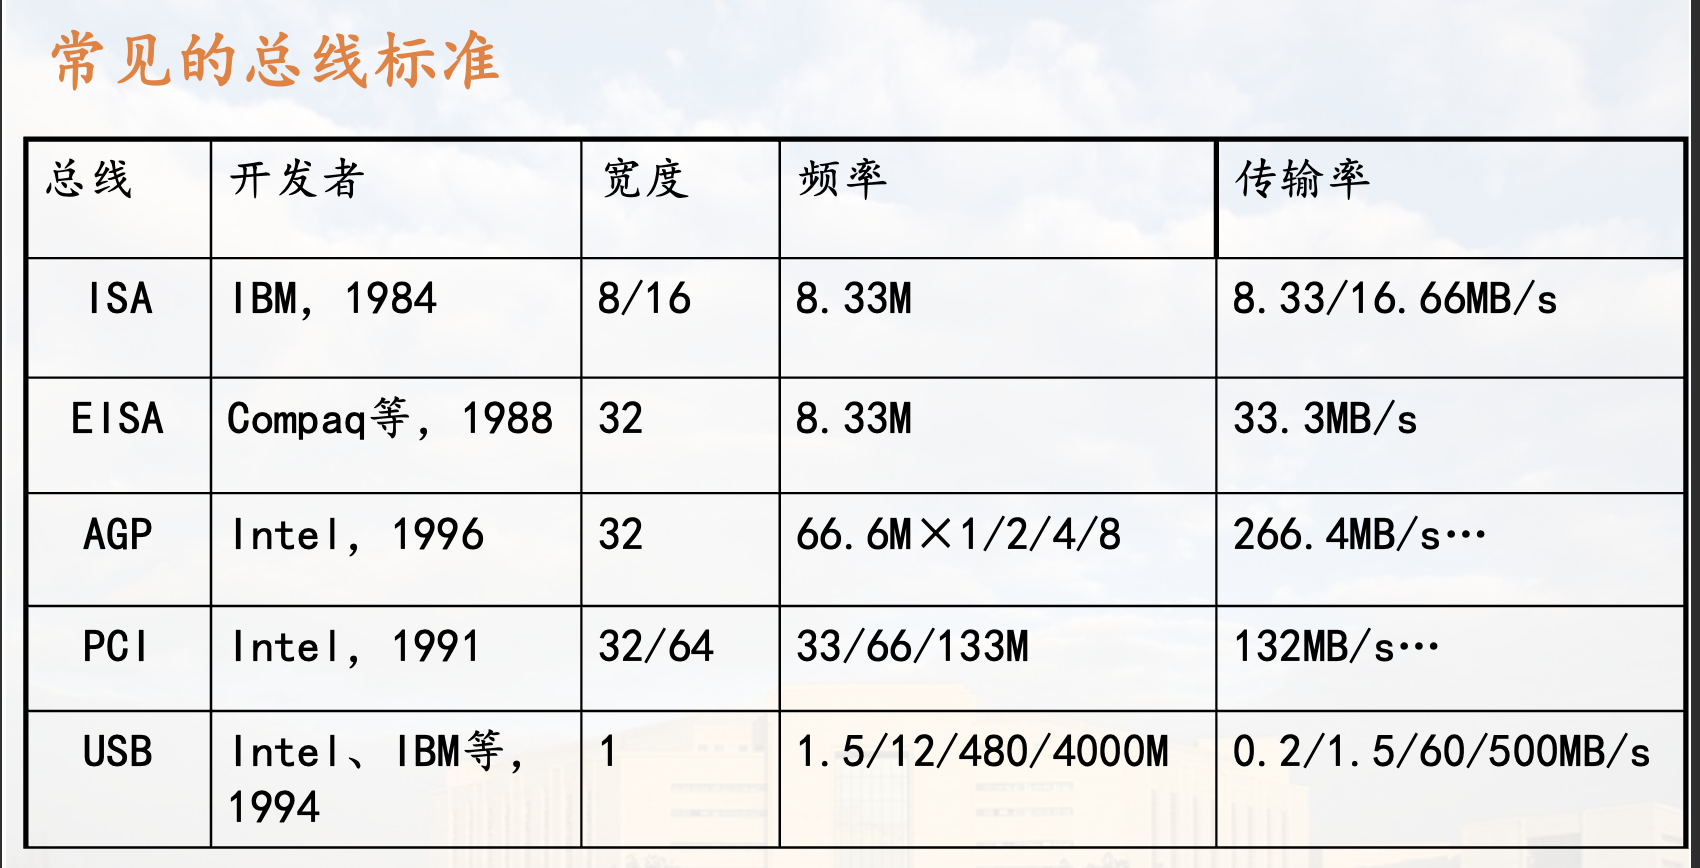 常见的总线标准
总线 开发者 宽度 频率 传输率
ISA IBM, 1984 8/16 8.33M 8.33/16.66MB/s
EISA Compaq等, 1988 32 8.33M 33.3MB/s
AGP Intel, 1996 32 66.6M×1/2/4/8 266.4MB/s…
PCI Intel, 1991 32/64 33/66/133M 132MB/s…
USB Intel、IBM等, 1 1.5/12/480/4000M 0.2/1.5/60/500MB/s
1994